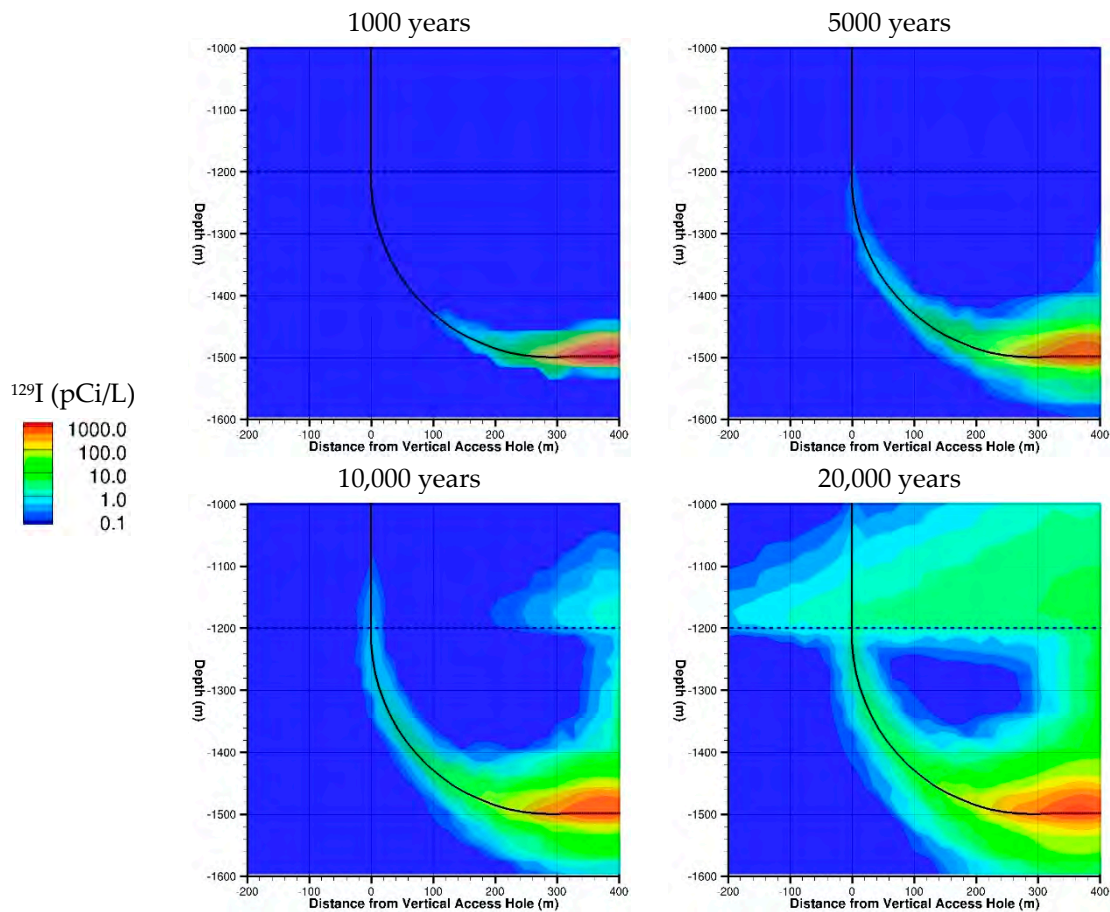 1000 years
5000 years
-1000
-1100
-1200
-1300
-1400
-1500
-1600
Depth (m)
-200 -100 0 100 200 300 400
Distance from Vertical Access Hole (m)
-1000
-1100
-1200
-1300
-1400
-1500
-1600
Depth (m)
-200 -100 0 100 200 300 400
Distance from Vertical Access Hole (m)
¹²⁹I (pCi/L)
1000.0
100.0
10.0
1.0
0.1
10,000 years
20,000 years
-1000
-1100
-1200
-1300
-1400
-1500
-1600
Depth (m)
-200 -100 0 100 200 300 400
Distance from Vertical Access Hole (m)
-1000
-1100
-1200
-1300
-1400
-1500
-1600
Depth (m)
-200 -100 0 100 200 300 400
Distance from Vertical Access Hole (m)